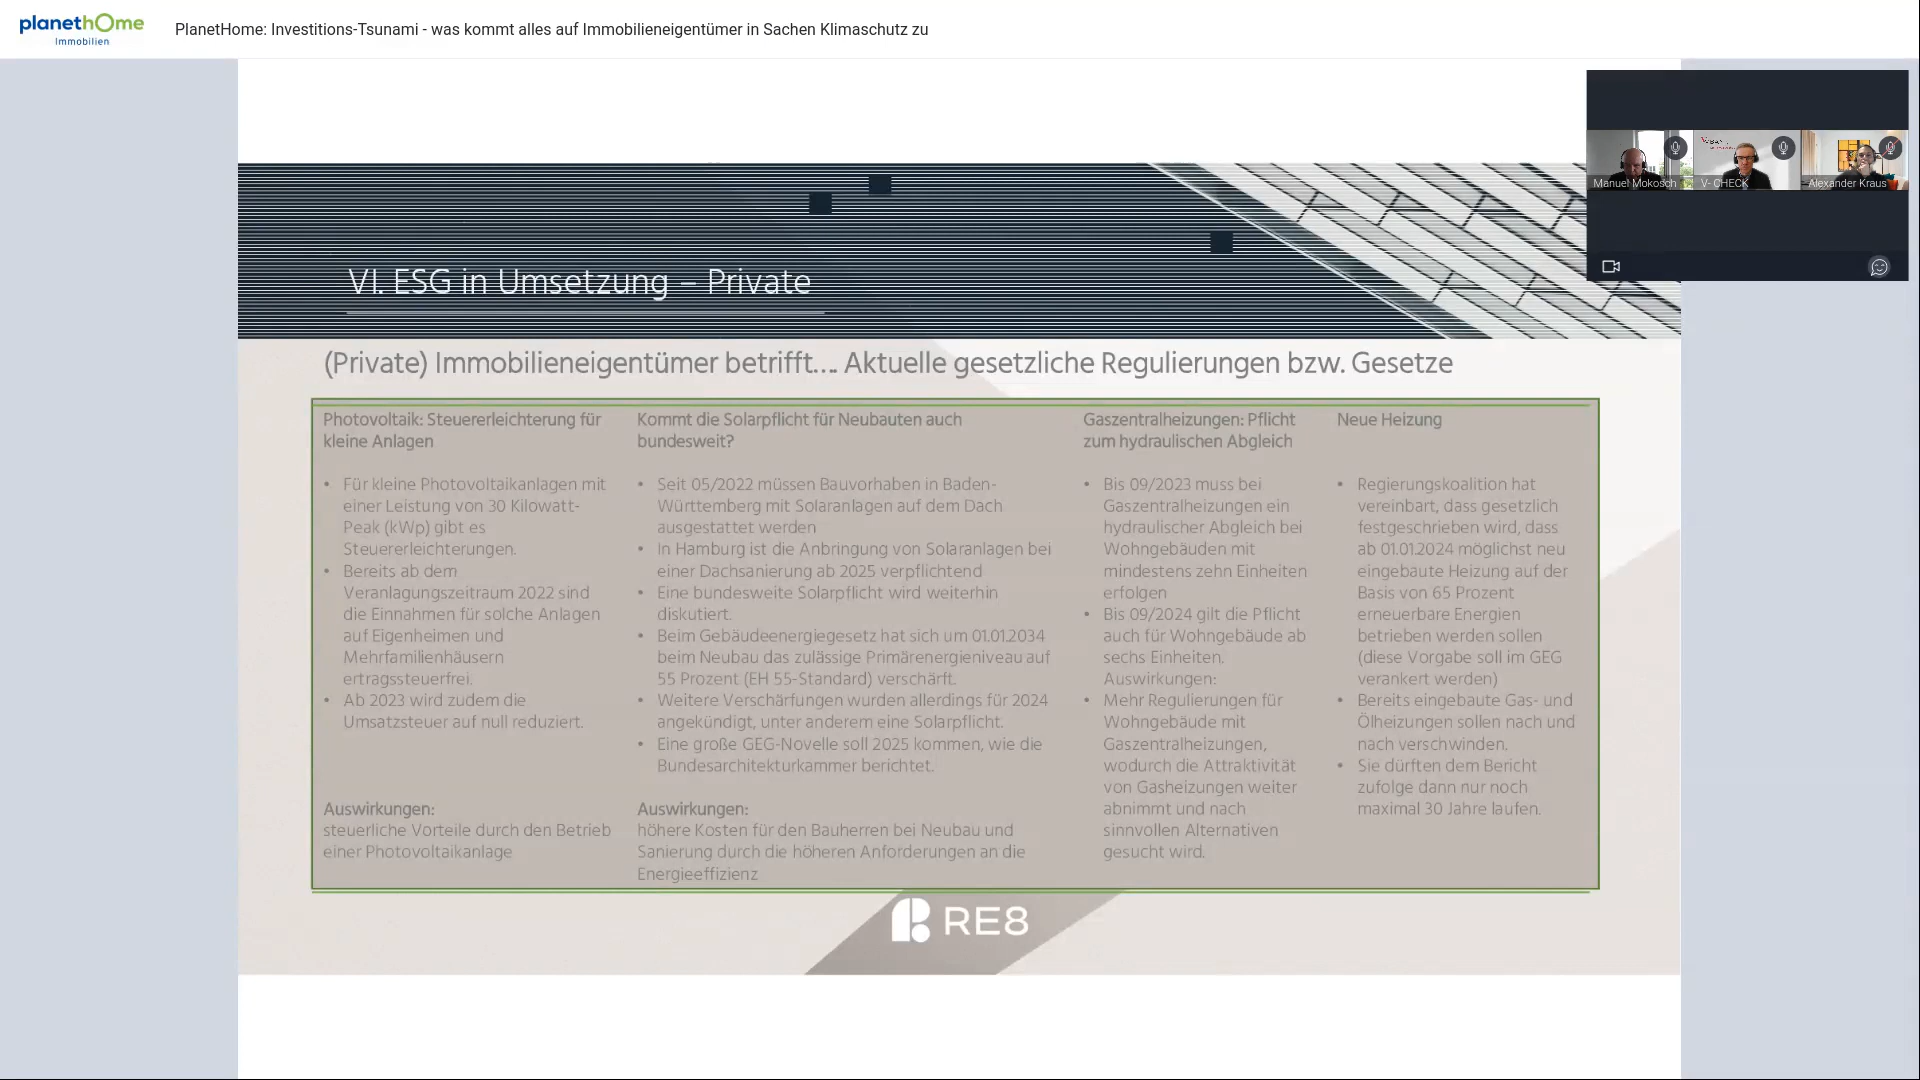 planethome
Immobilien
PlanetHome: Investitions-Tsunami - was kommt alles auf Immobilieneigentümer in Sachen Klimaschutz zu
Manuel Mokosch
V- CHECK
Alexander Kraus
VI. ESG in Umsetzung – Private
(Private) Immobilieneigentümer betrifft…. Aktuelle gesetzliche Regulierungen bzw. Gesetze
Photovoltaik: Steuererleichterung für
kleine Anlagen
• Für kleine Photovoltaikanlagen mit
einer Leistung von 30 Kilowatt-
Peak (kWp) gibt es
Steuererleichterungen.
• Bereits ab dem
Veranlagungszeitraum 2022 sind
die Einnahmen für solche Anlagen
auf Eigenheimen und
Mehrfamilienhäusern
ertragssteuerfrei.
• Ab 2023 wird zudem die
Umsatzsteuer auf null reduziert.
Auswirkungen:
steuerliche Vorteile durch den Betrieb
einer Photovoltaikanlage
Kommt die Solarpflicht für Neubauten auch
bundesweit?
• Seit 05/2022 müssen Bauvorhaben in Baden-
Württemberg mit Solaranlagen auf dem Dach
ausgestattet werden
• In Hamburg ist die Anbringung von Solaranlagen bei
einer Dachsanierung ab 2025 verpflichtend
• Eine bundesweite Solarpflicht wird weiterhin
diskutiert.
• Beim Gebäudeenergiegesetz hat sich um 01.01.2034
beim Neubau das zulässige Primärenergieniveau auf
55 Prozent (EH 55-Standard) verschärft.
• Weitere Verschärfungen wurden allerdings für 2024
angekündigt, unter anderem eine Solarpflicht.
• Eine große GEG-Novelle soll 2025 kommen, wie die
Bundesarchitekturkammer berichtet.
Auswirkungen:
höhere Kosten für den Bauherren bei Neubau und
Sanierung durch die höheren Anforderungen an die
Energieeffizienz
Gaszentralheizungen: Pflicht
zum hydraulischen Abgleich
• Bis 09/2023 muss bei
Gaszentralheizungen ein
hydraulischer Abgleich bei
Wohngebäuden mit
mindestens zehn Einheiten
erfolgen
• Bis 09/2024 gilt die Pflicht
auch für Wohngebäude ab
sechs Einheiten.
Auswirkungen:
• Mehr Regulierungen für
Wohngebäude mit
Gaszentralheizungen,
wodurch die Attraktivität
von Gasheizungen weiter
abnimmt und nach
sinnvollen Alternativen
gesucht wird.
Neue Heizung
• Regierungskoalition hat
vereinbart, dass gesetzlich
festgeschrieben wird, dass
ab 01.01.2024 möglichst neu
eingebaute Heizung auf der
Basis von 65 Prozent
erneuerbare Energien
betrieben werden sollen
(diese Vorgabe soll im GEG
verankert werden)
• Bereits eingebaute Gas- und
Ölheizungen sollen nach und
nach verschwinden.
• Sie dürften dem Bericht
zufolge dann nur noch
maximal 30 Jahre laufen.
RE8